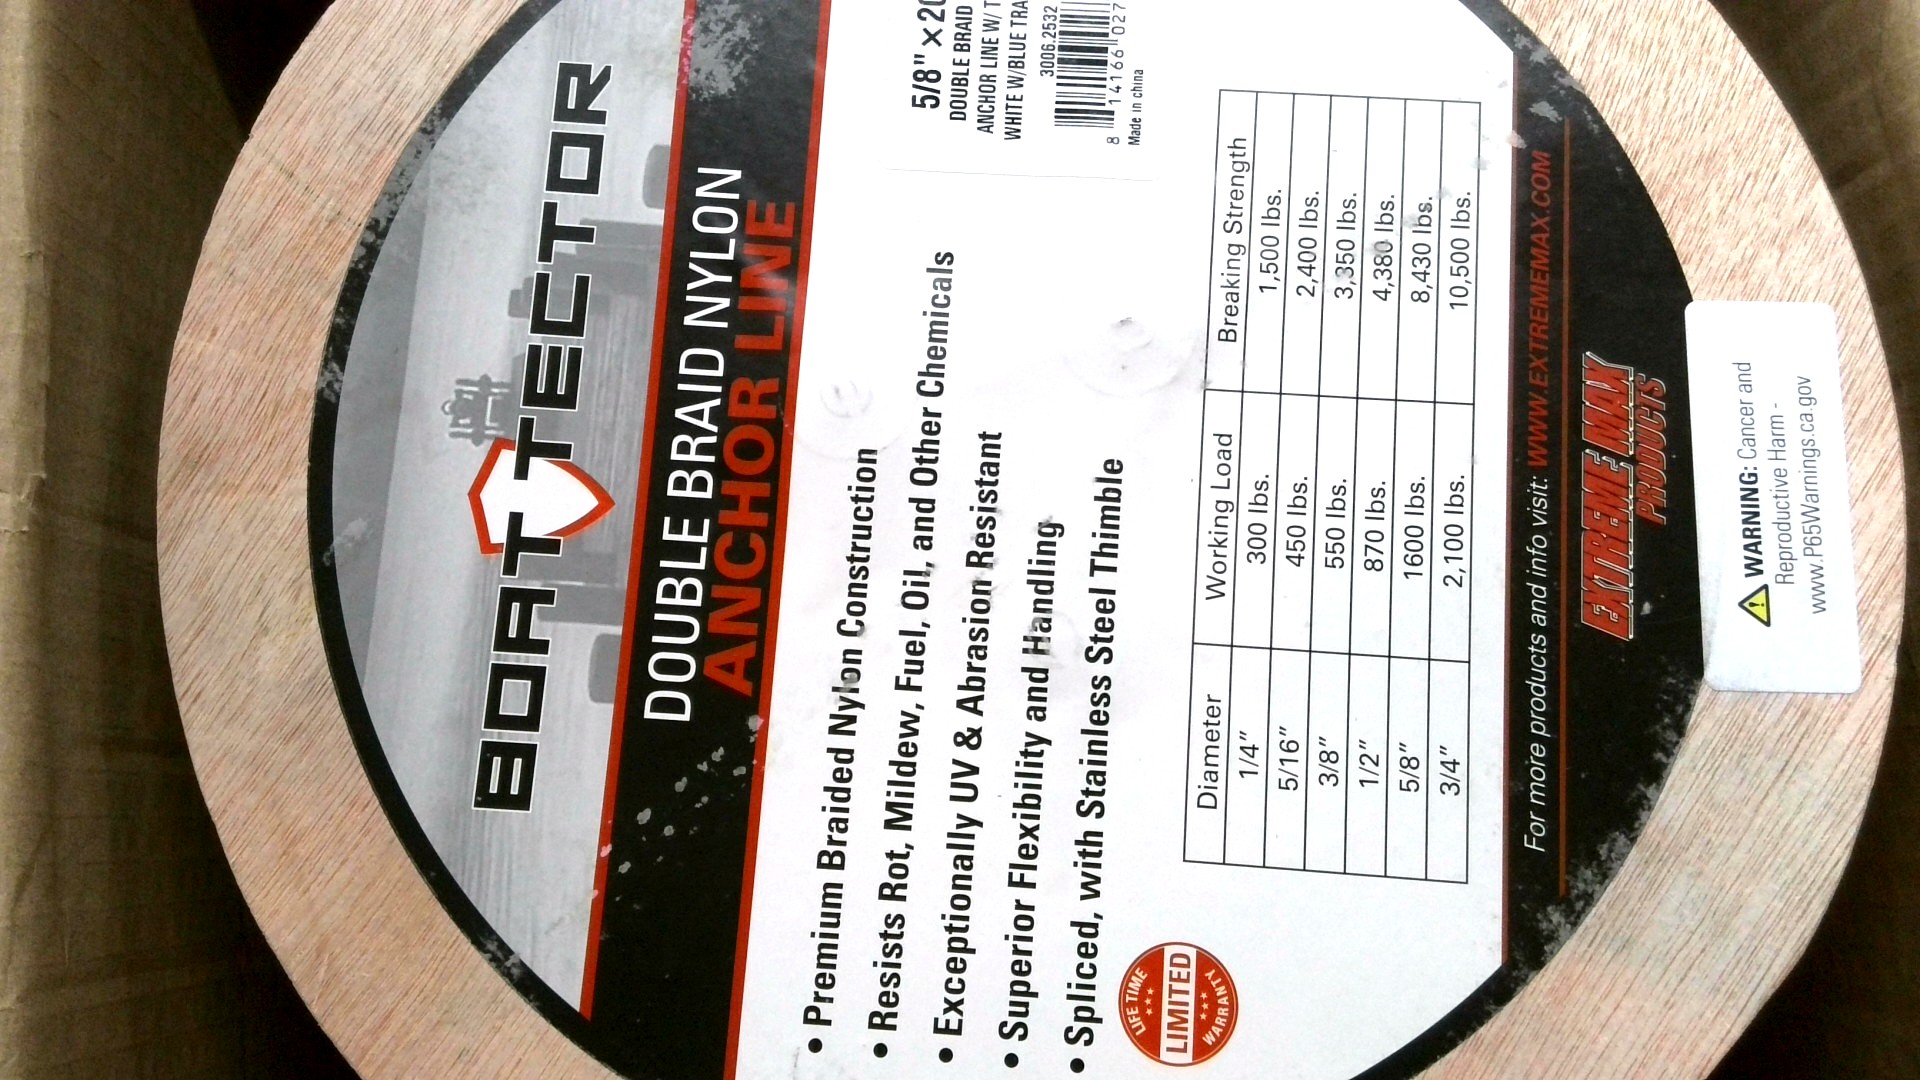 BOAT TECTOR
DOUBLE BRAID NYLON
ANCHOR LINE
5/8" x
DOUBLE BRAID
ANCHOR LINE W/
WHITE W/BLUE
3006.2532
8 14166 027
Made in china
• Premium Braided Nylon Construction
• Resists Rot, Mildew, Fuel, Oil, and Other Chemicals
• Exceptionally UV & Abrasion Resistant
• Superior Flexibility and Handling
• Spliced, with Stainless Steel Thimble
LIFE TIME
LIMITED
WARRANTY
Diameter Working Load Breaking Strength
1/4" 300 lbs. 1,500 lbs.
5/16" 450 lbs. 2,400 lbs.
3/8" 550 lbs. 3,350 lbs.
1/2" 870 lbs. 4,380 lbs.
5/8" 1600 lbs. 8,430 lbs.
3/4" 2,100 lbs. 10,500 lbs.
For more products and info visit: WWW.EXTREMEMAX.COM
EXTREME MAX
PRODUCTS
WARNING: Cancer and
Reproductive Harm -
www.P65Warnings.ca.gov